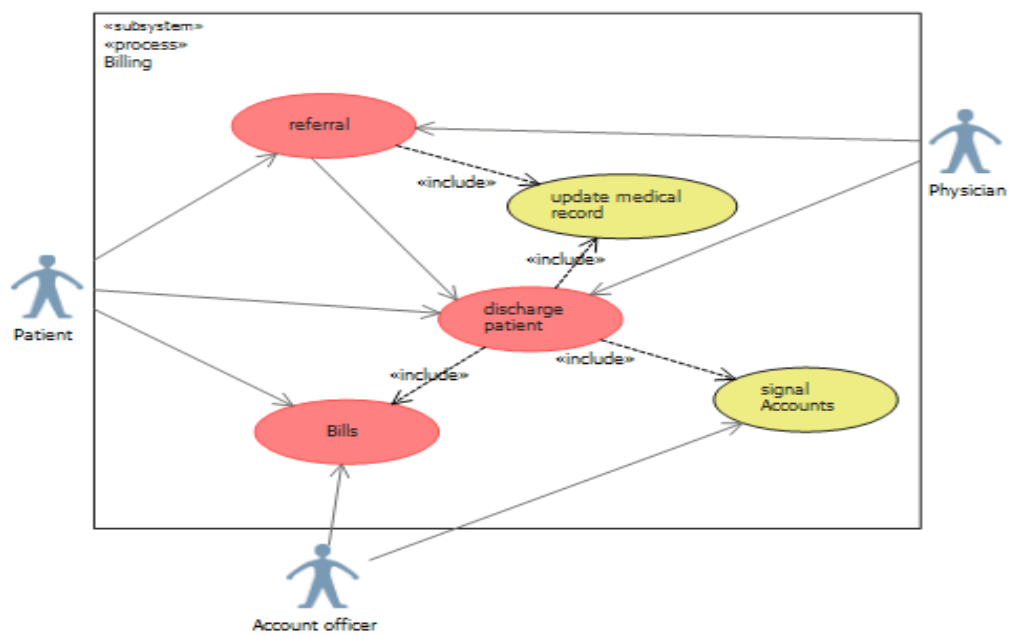 «subsystem»
«process»
Billing
referral
«include»
update medical
record
Physician
«include»
discharge
patient
Patient
«include»
«include»
signal
Accounts
Bills
Account officer